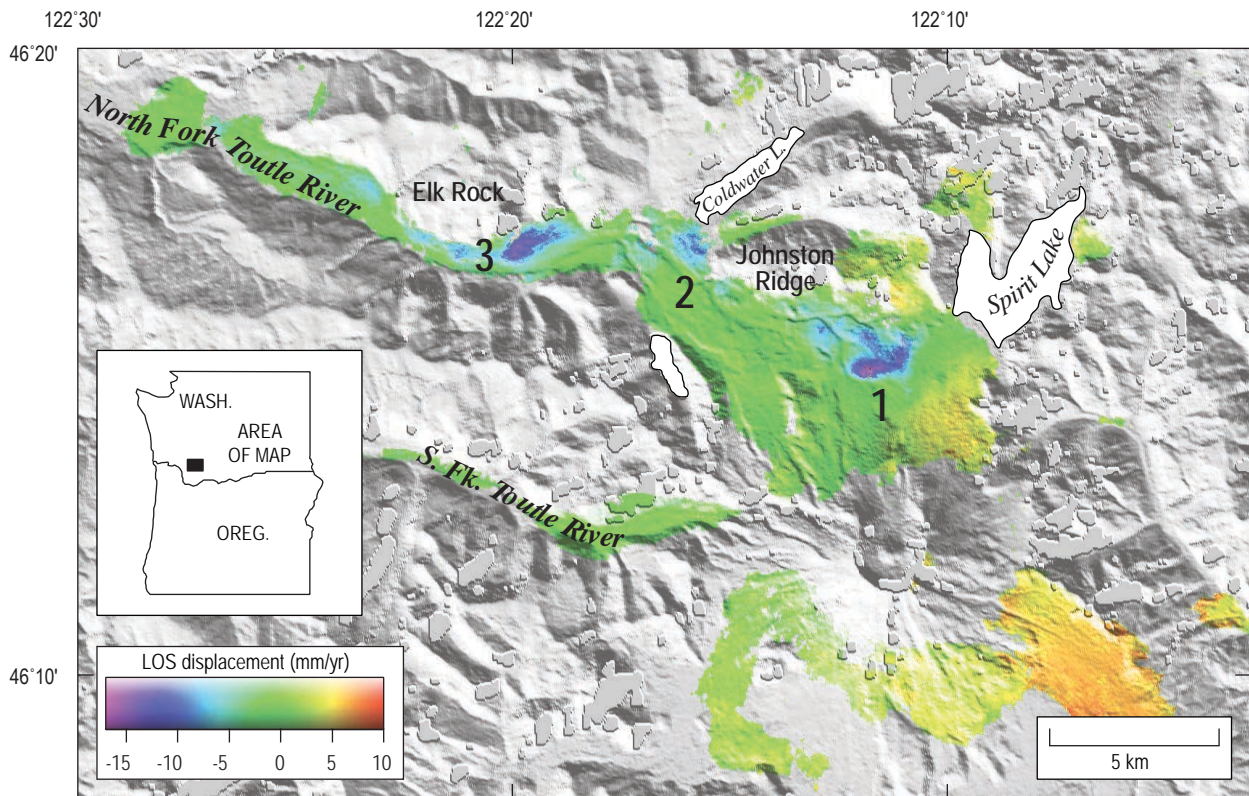 122˚30'
122˚20'
122˚10'
46˚20'
North Fork Toutle River
Elk Rock
Coldwater L.
3
Johnston
Ridge
Spirit Lake
2
1
WASH.
AREA
OF MAP
OREG.
S. Fk. Toutle River
46˚10'
LOS displacement (mm/yr)
-15 -10 -5 0 5 10
5 km